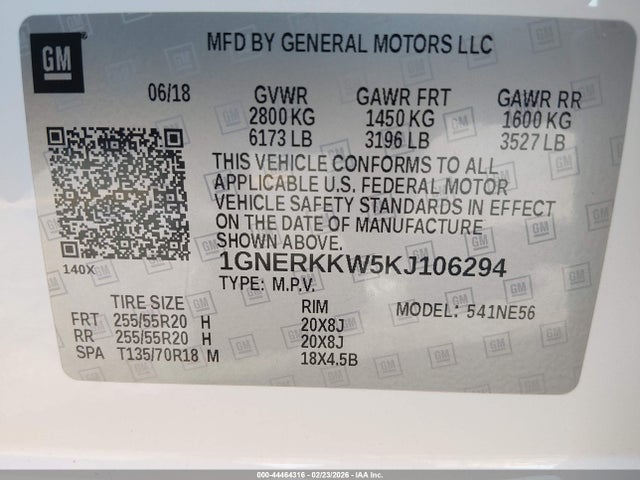 GM
MFD BY GENERAL MOTORS LLC
06/18 GVWR GAWR FRT GAWR RR
2800 KG 1450 KG 1600 KG
6173 LB 3196 LB 3527 LB
THIS VEHICLE CONFORMS TO ALL
APPLICABLE U.S. FEDERAL MOTOR
VEHICLE SAFETY STANDARDS IN EFFECT
ON THE DATE OF MANUFACTURE
SHOWN ABOVE.
140X
1GNERKKW5KJ106294
TYPE: M.P.V.
TIRE SIZE RIM MODEL: 541NE56
FRT 255/55R20 H 20X8J
RR 255/55R20 H 20X8J
SPA T135/70R18 M 18X4.5B
000-44464316 - 02/23/2026 - IAA Inc.